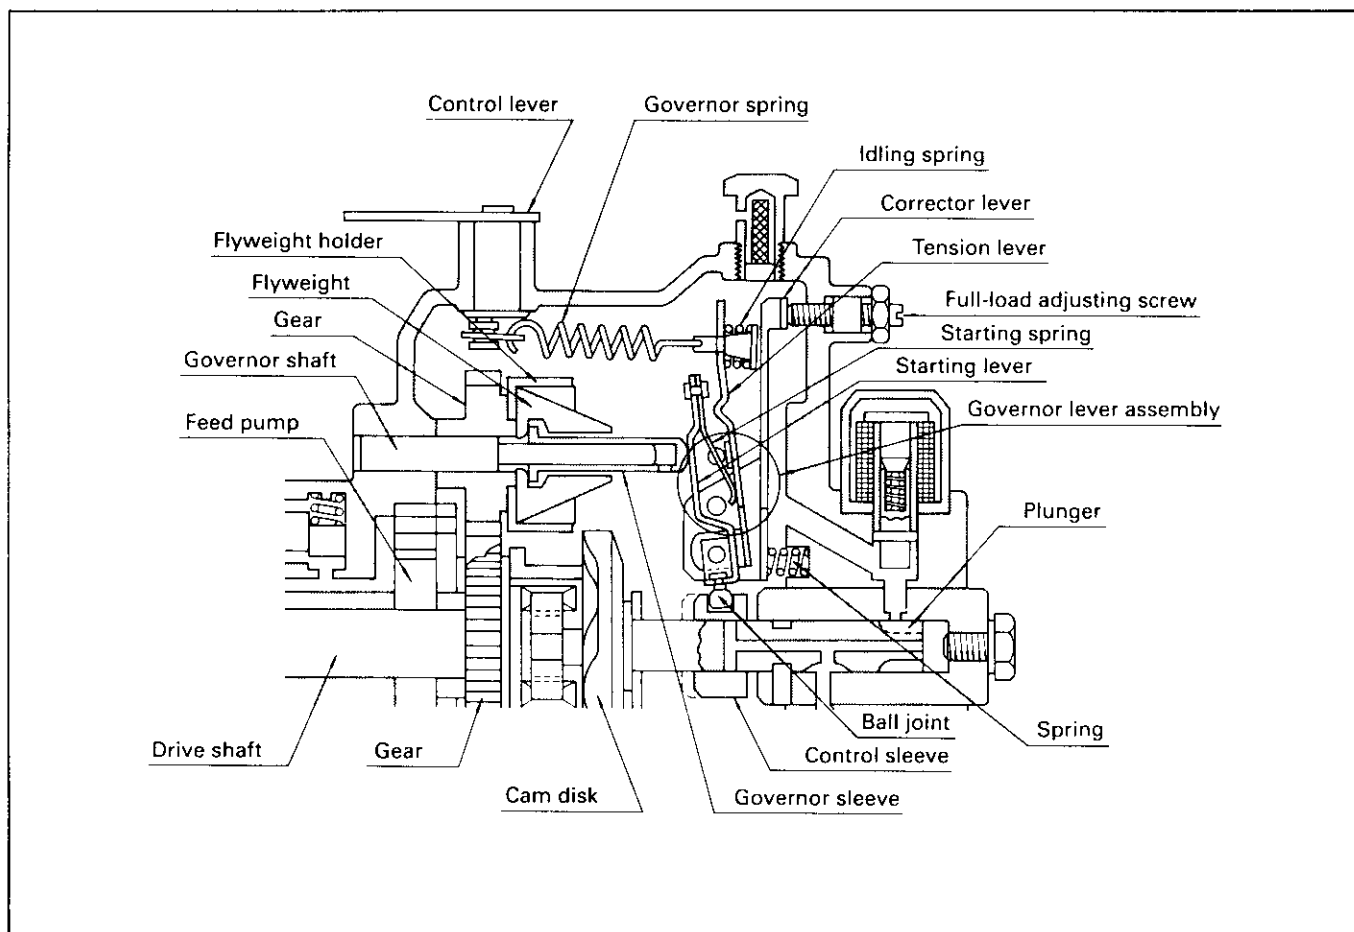 Control lever
Governor spring
Idling spring
Corrector lever
Flyweight holder
Tension lever
Flyweight
Full-load adjusting screw
Gear
Starting spring
Governor shaft
Starting lever
Feed pump
Governor lever assembly
Plunger
Ball joint
Spring
Drive shaft
Gear
Control sleeve
Cam disk
Governor sleeve